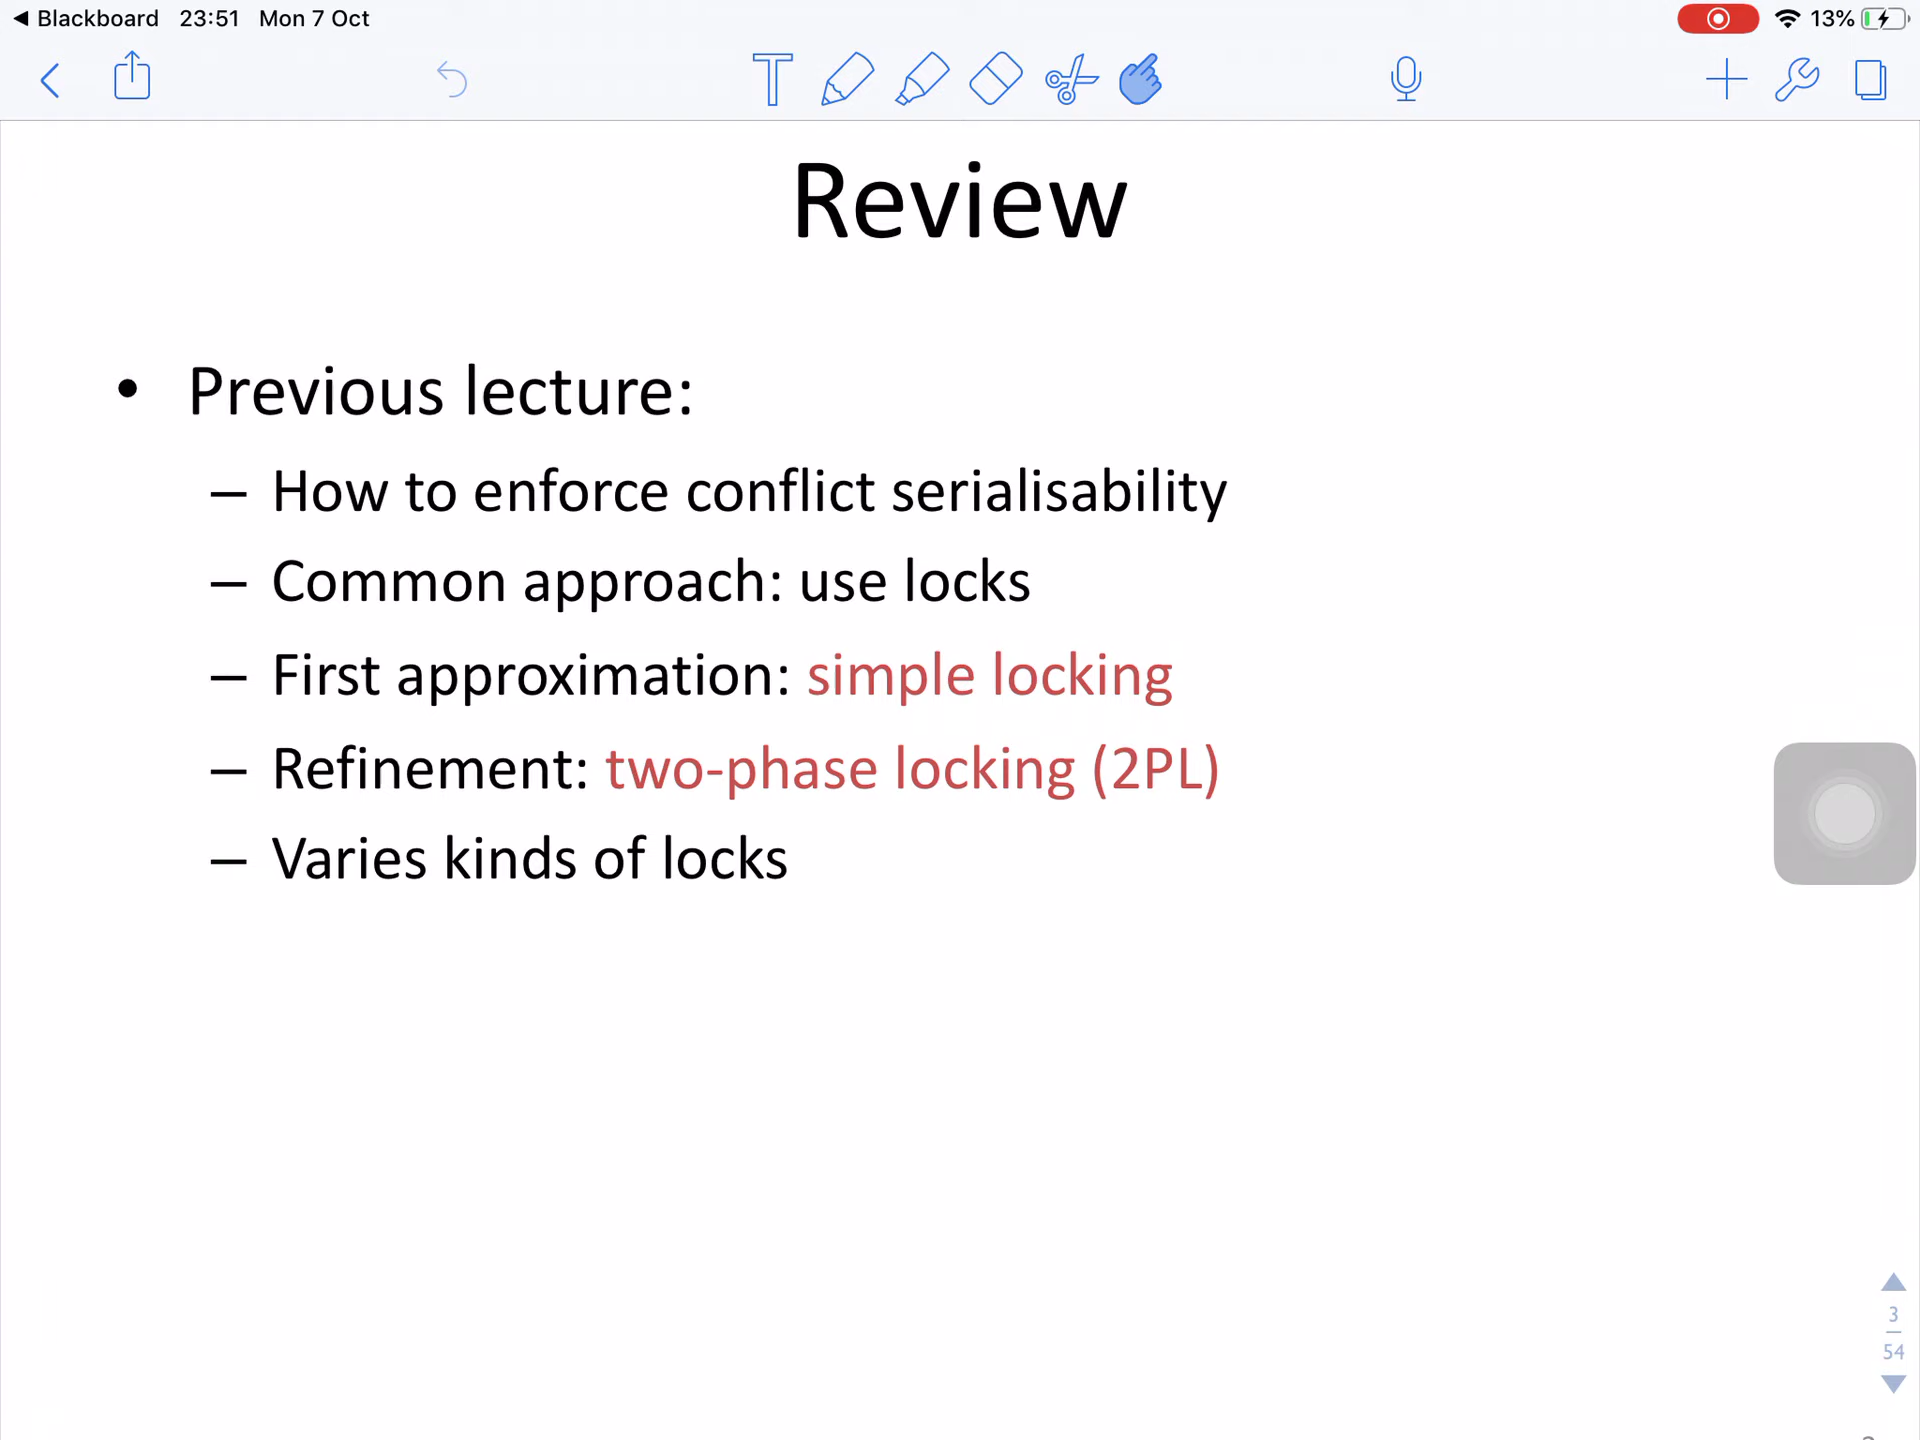 ◀ Blackboard 23:51 Mon 7 Oct 13%
Review
• Previous lecture:
– How to enforce conflict serialisability
– Common approach: use locks
– First approximation: simple locking
– Refinement: two-phase locking (2PL)
– Varies kinds of locks
3
54